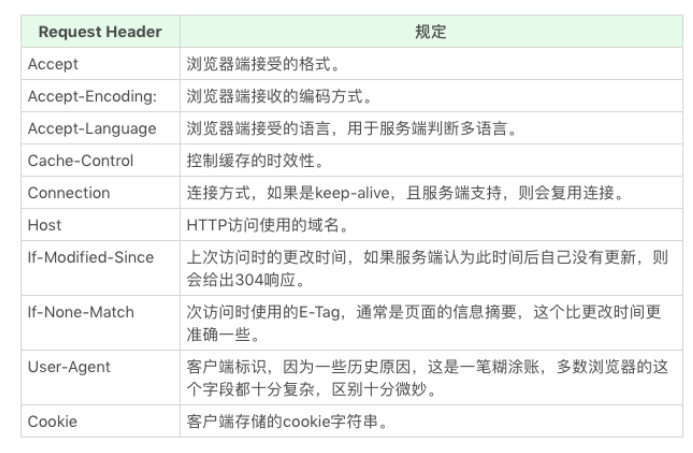 Request Header 规定
Accept 浏览器端接受的格式。
Accept-Encoding: 浏览器端接收的编码方式。
Accept-Language 浏览器端接受的语言，用于服务端判断多语言。
Cache-Control 控制缓存的时效性。
Connection 连接方式，如果是keep-alive，且服务端支持，则会复用连接。
Host HTTP访问使用的域名。
If-Modified-Since 上次访问时的更改时间，如果服务端认为此时间后自己没有更新，则
会给出304响应。
If-None-Match 次访问时使用的E-Tag，通常是页面的信息摘要，这个比更改时间更
准确一些。
User-Agent 客户端标识，因为一些历史原因，这是一笔糊涂账，多数浏览器的这
个字段都十分复杂，区别十分微妙。
Cookie 客户端存储的cookie字符串。